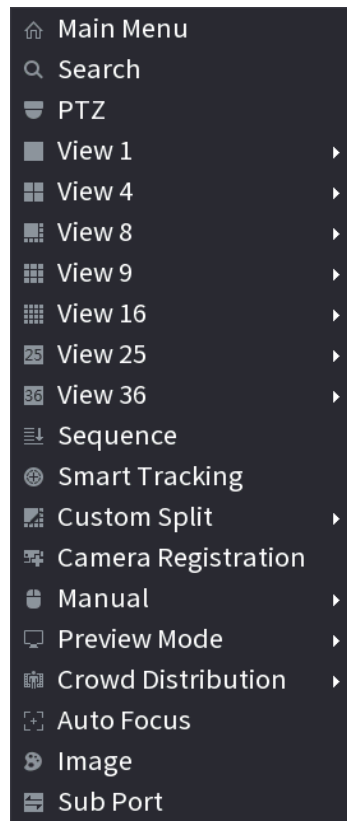 Main Menu
Search
PTZ
View 1
View 4
View 8
View 9
View 16
25 View 25
36 View 36
Sequence
Smart Tracking
Custom Split
Camera Registration
Manual
Preview Mode
Crowd Distribution
Auto Focus
Image
Sub Port